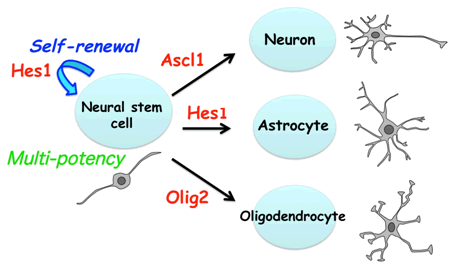 Self-renewal
Hes1
Neural stem
cell
Multi-potency
Ascl1
Hes1
Olig2
Neuron
Astrocyte
Oligodendrocyte